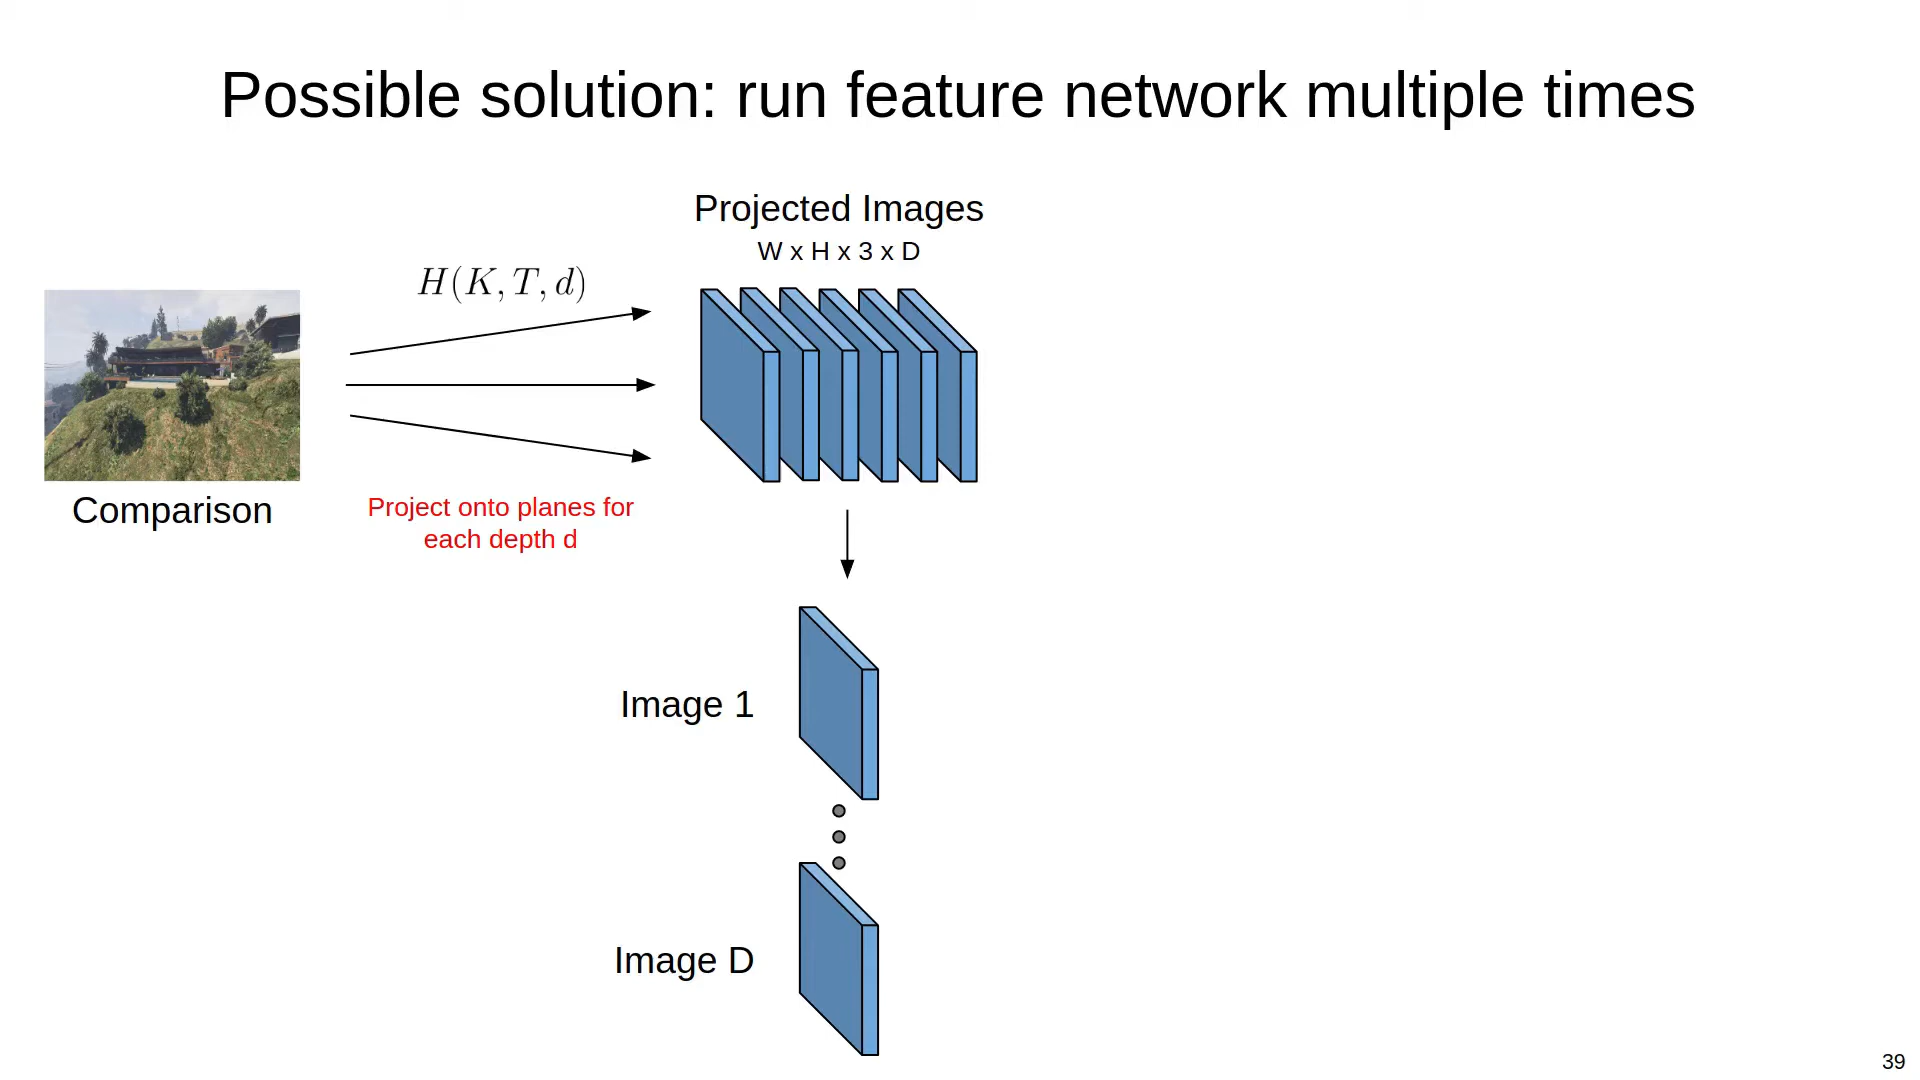 Possible solution: run feature network multiple times
Projected Images
W x H x 3 x D
H(K, T, d)
Comparison
Project onto planes for
each depth d
Image 1
Image D
39